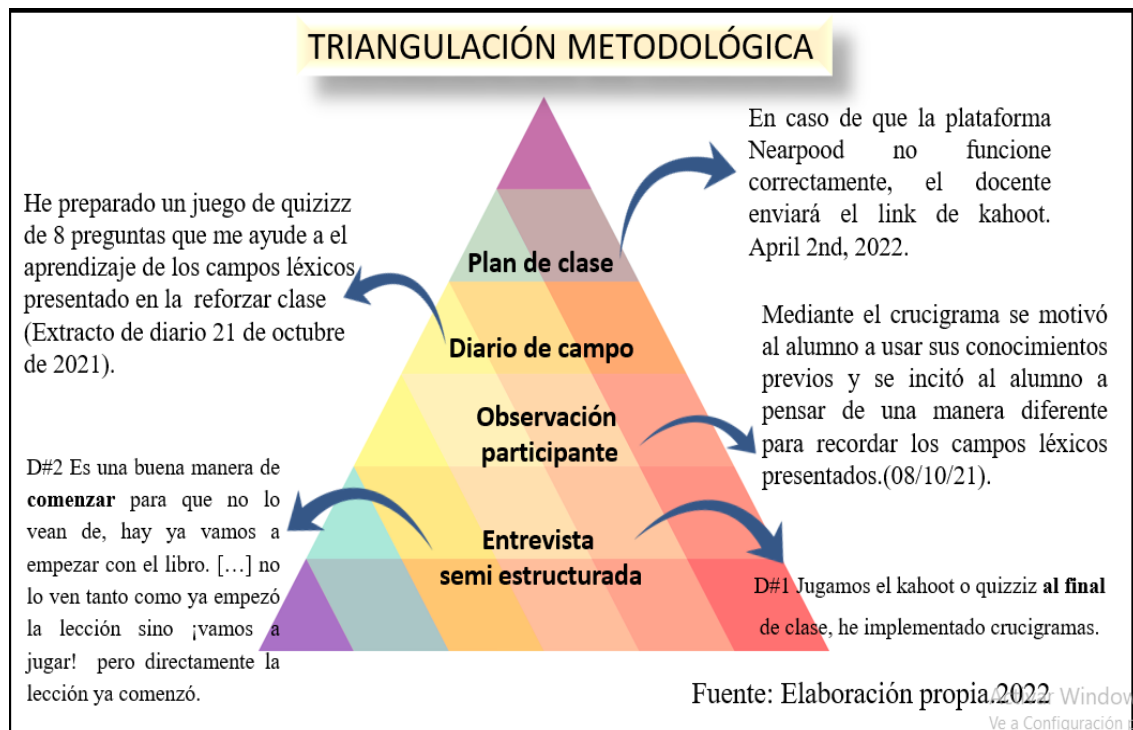 TRIANGULACIÓN METODOLÓGICA
En caso de que la plataforma
Nearpood no funcione
correctamente, el docente
enviará el link de kahoot.
April 2nd, 2022.
He preparado un juego de quizizz
de 8 preguntas que me ayude a el
aprendizaje de los campos léxicos
presentado en la reforzar clase
(Extracto de diario 21 de octubre
de 2021).
Plan de clase
Diario de campo
Mediante el crucigrama se motivó
al alumno a usar sus conocimientos
previos y se incitó al alumno a
pensar de una manera diferente
para recordar los campos léxicos
presentados.(08/10/21).
Observación
participante
D#2 Es una buena manera de
comenzar para que no lo
vean de, hay ya vamos a
empezar con el libro. […] no
lo ven tanto como ya empezó
la lección sino ¡vamos a
jugar! pero directamente la
lección ya comenzó.
Entrevista
semi estructurada
D#1 Jugamos el kahoot o quizziz al final
de clase, he implementado crucigramas.
Fuente: Elaboración propia.2022
Activar Window
Ve a Configuración